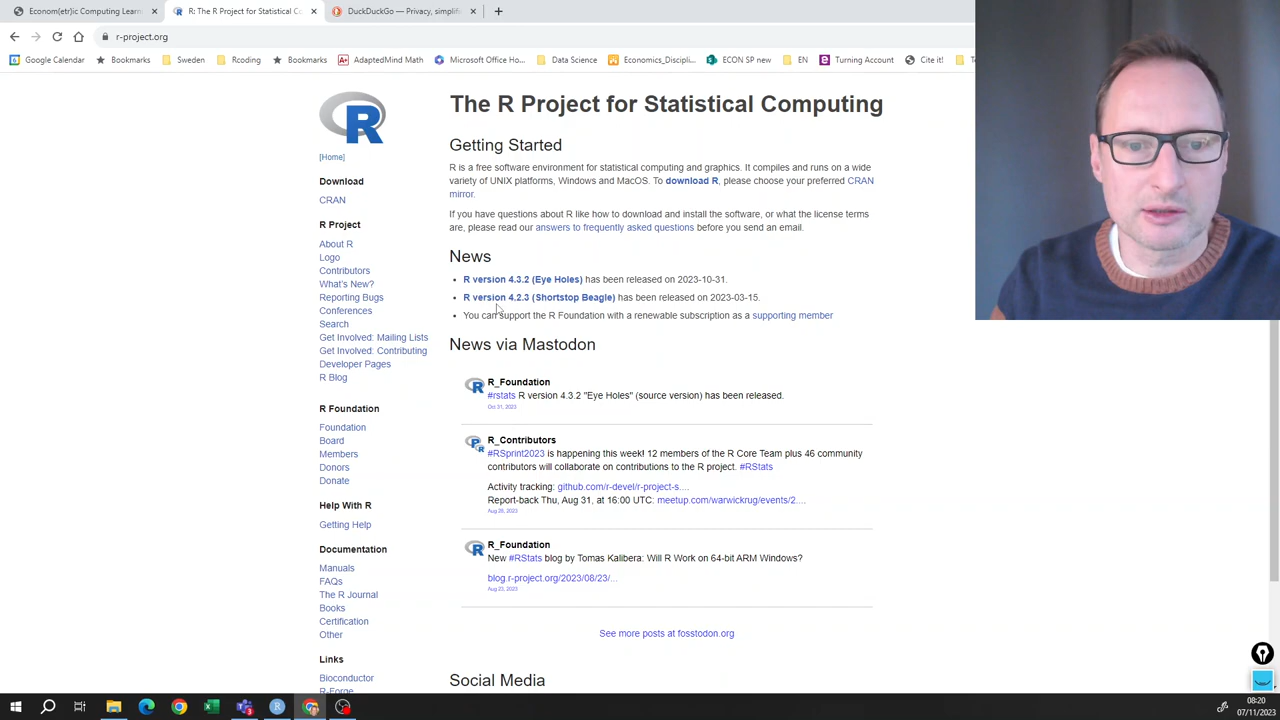 Econom(etr)ic Computing Learn
R: The R Project for Statistical Co
DuckDuckGo — Privacy, simplifi
r-project.org
Google Calendar
Bookmarks
Sweden
Rcoding
Bookmarks
AdaptedMind Math
Microsoft Office Ho...
Data Science
Economics_Discipli...
ECON SP new
EN
Turning Account
Cite it!
The R Project for Statistical Computing
[Home]
Download
CRAN
R Project
About R
Logo
Contributors
What's New?
Reporting Bugs
Conferences
Search
Get Involved: Mailing Lists
Get Involved: Contributing
Developer Pages
R Blog
R Foundation
Foundation
Board
Members
Donors
Donate
Help With R
Getting Help
Documentation
Manuals
FAQs
The R Journal
Books
Certification
Other
Links
Bioconductor
R-Forge
Getting Started
R is a free software environment for statistical computing and graphics. It compiles and runs on a wide
variety of UNIX platforms, Windows and MacOS. To download R, please choose your preferred CRAN
mirror.
If you have questions about R like how to download and install the software, or what the license terms
are, please read our answers to frequently asked questions before you send an email.
News
R version 4.3.2 (Eye Holes) has been released on 2023-10-31.
R version 4.2.3 (Shortstop Beagle) has been released on 2023-03-15.
You can support the R Foundation with a renewable subscription as a supporting member
News via Mastodon
R_Foundation
#rstats R version 4.3.2 "Eye Holes" (source version) has been released.
Oct 31, 2023
R_Contributors
#RSprint2023 is happening this week! 12 members of the R Core Team plus 46 community
contributors will collaborate on contributions to the R project. #RStats
Activity tracking: github.com/r-devel/r-project-s....
Report-back Thu, Aug 31, at 16:00 UTC: meetup.com/warwickrug/events/2....
Aug 28, 2023
R_Foundation
New #RStats blog by Tomas Kalibera: Will R Work on 64-bit ARM Windows?
blog.r-project.org/2023/08/23/...
Aug 23, 2023
See more posts at fosstodon.org
Social Media
08:20
07/11/2023